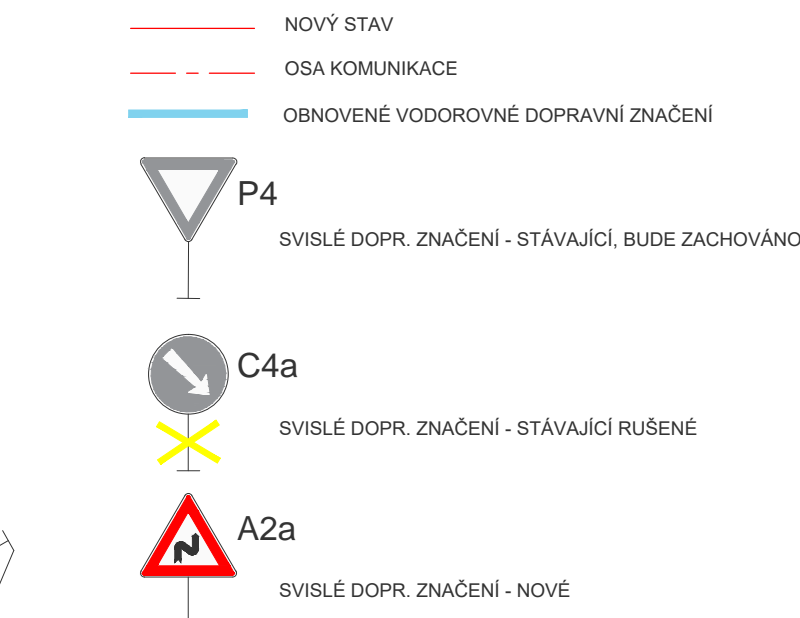 NOVÝ STAV
OSA KOMUNIKACE
OBNOVENÉ VODOROVNÉ DOPRAVNÍ ZNAČENÍ
P4
SVISLÉ DOPR. ZNAČENÍ - STÁVAJÍCÍ, BUDE ZACHOVÁNO
C4a
SVISLÉ DOPR. ZNAČENÍ - STÁVAJÍCÍ RUŠENÉ
A2a
SVISLÉ DOPR. ZNAČENÍ - NOVÉ